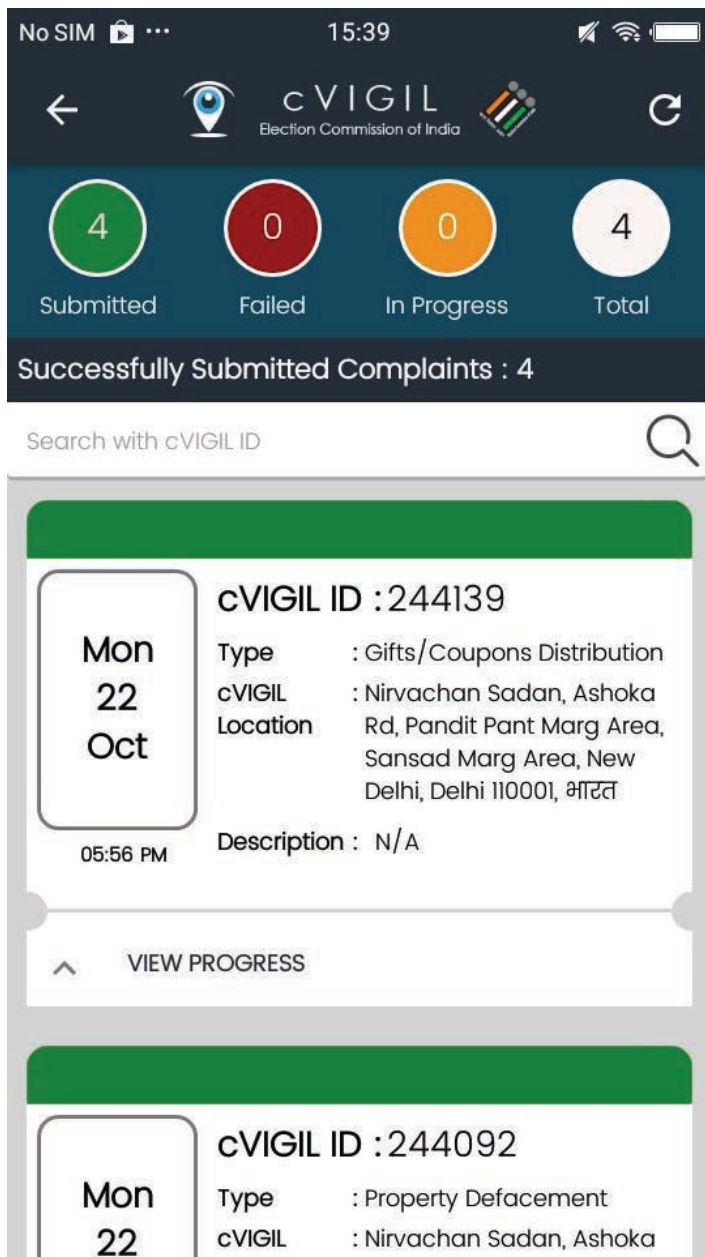 No SIM ... 15:39
cVIGIL
Election Commission of India
4 0 0 4
Submitted Failed In Progress Total
Successfully Submitted Complaints : 4
Search with cVIGIL ID
Mon
22
Oct
05:56 PM
cVIGIL ID : 244139
Type : Gifts/Coupons Distribution
cVIGIL : Nirvachan Sadan, Ashoka
Location Rd, Pandit Pant Marg Area,
Sansad Marg Area, New
Delhi, Delhi 110001, भारत
Description : N/A
VIEW PROGRESS
Mon
22
cVIGIL ID : 244092
Type : Property Defacement
cVIGIL : Nirvachan Sadan, Ashoka